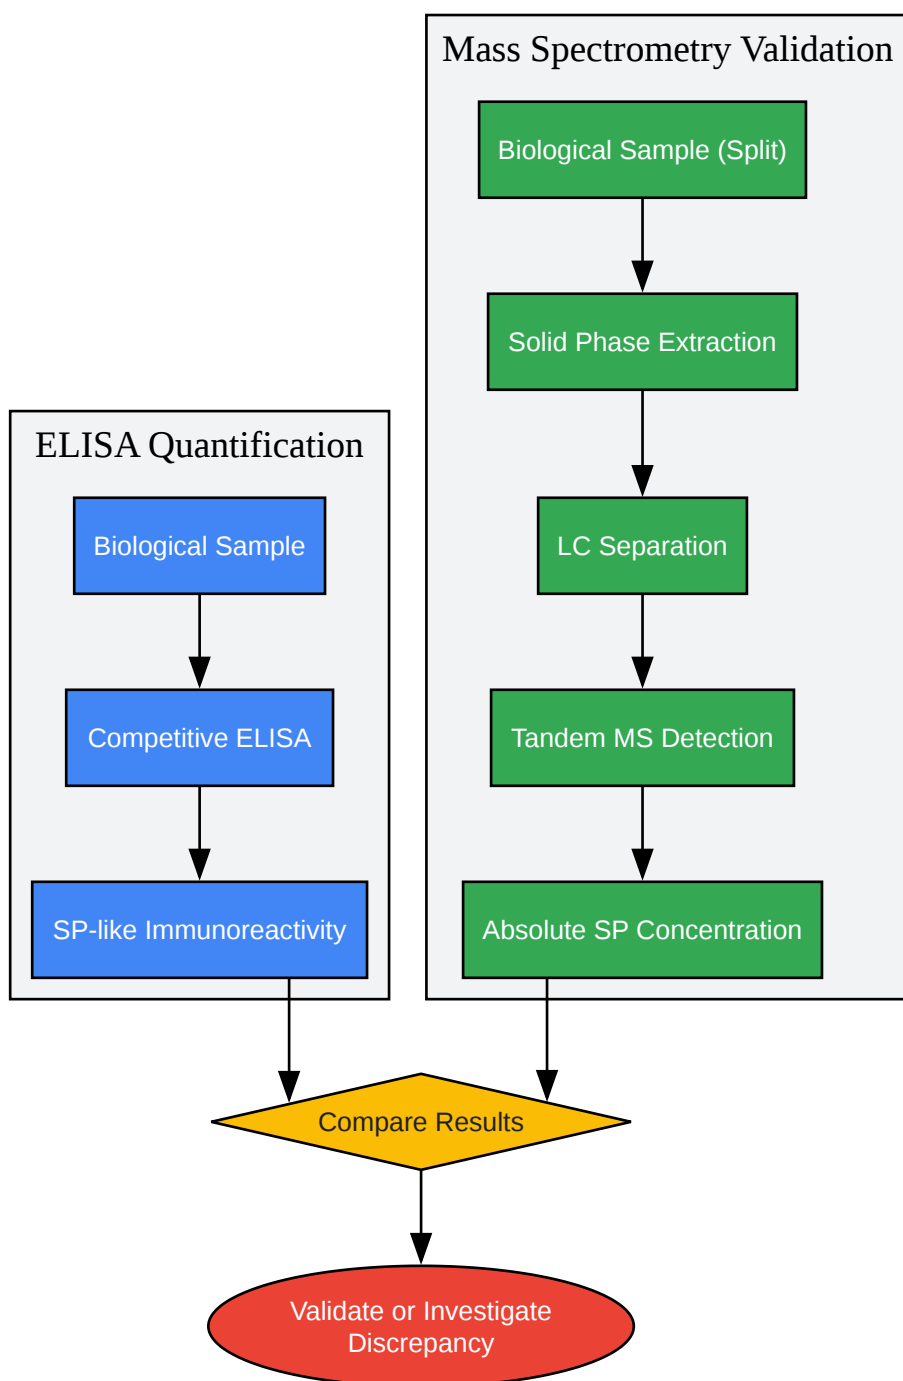 Mass Spectrometry Validation
Biological Sample (Split)
Solid Phase Extraction
LC Separation
Tandem MS Detection
Absolute SP Concentration
ELISA Quantification
Biological Sample
Competitive ELISA
SP-like Immunoreactivity
Compare Results
Validate or Investigate
Discrepancy